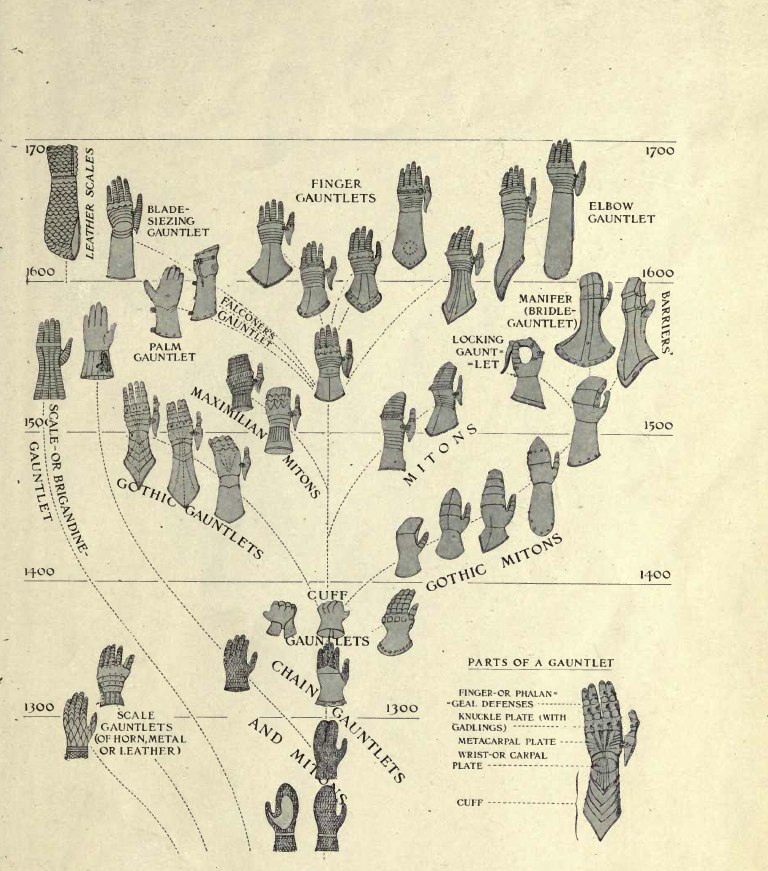 170
1700
LEATHER SCALES
BLADE-
SIEZING
GAUNTLET
FINGER
GAUNTLETS
ELBOW
GAUNTLET
1600
1600
FALCONER'S
GAUNTLET
PALM
GAUNTLET
MANIFER
(BRIDLE-
GAUNTLET)
BARRIERS'
LOCKING
GAUNT=
=LET
MAXIMILIAN
MITONS
MITONS
1500
1500
SCALE-OR BRIGANDINE-
GAUNTLET
GOTHIC GAUNTLETS
GOTHIC MITONS
1400
1400
CUFF
GAUNTLETS
CHAIN GAUNTLETS
AND MITONS
1300
1300
SCALE
GAUNTLETS
(OF HORN, METAL
OR LEATHER)
PARTS OF A GAUNTLET
FINGER-OR PHALAN=
=GEAL DEFENSES
KNUCKLE PLATE (WITH
GADLINGS)
METACARPAL PLATE
WRIST-OR CARPAL
PLATE
CUFF